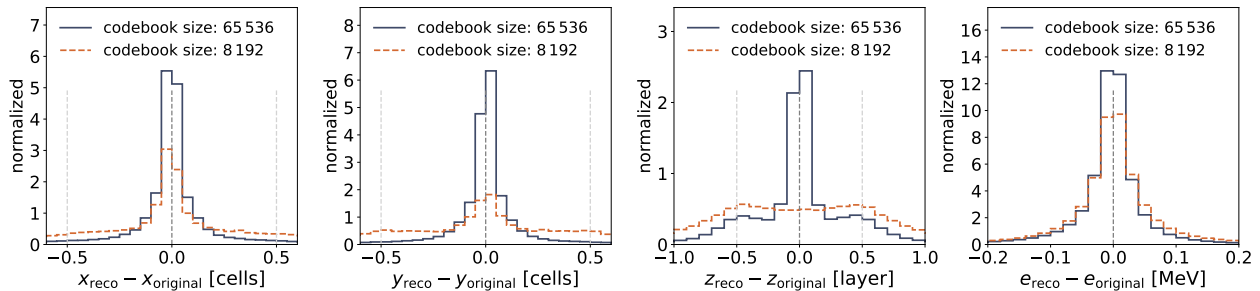 normalized
7
6
5
4
3
2
1
0
codebook size: 65 536
codebook size: 8 192
−0.5 0.0 0.5
x_reco − x_original [cells]
normalized
8
7
6
5
4
3
2
1
0
codebook size: 65 536
codebook size: 8 192
−0.5 0.0 0.5
y_reco − y_original [cells]
normalized
3
2
1
0
codebook size: 65 536
codebook size: 8 192
−1.0 −0.5 0.0 0.5 1.0
z_reco − z_original [layer]
normalized
16
14
12
10
8
6
4
2
0
codebook size: 65 536
codebook size: 8 192
−0.2 −0.1 0.0 0.1 0.2
e_reco − e_original [MeV]